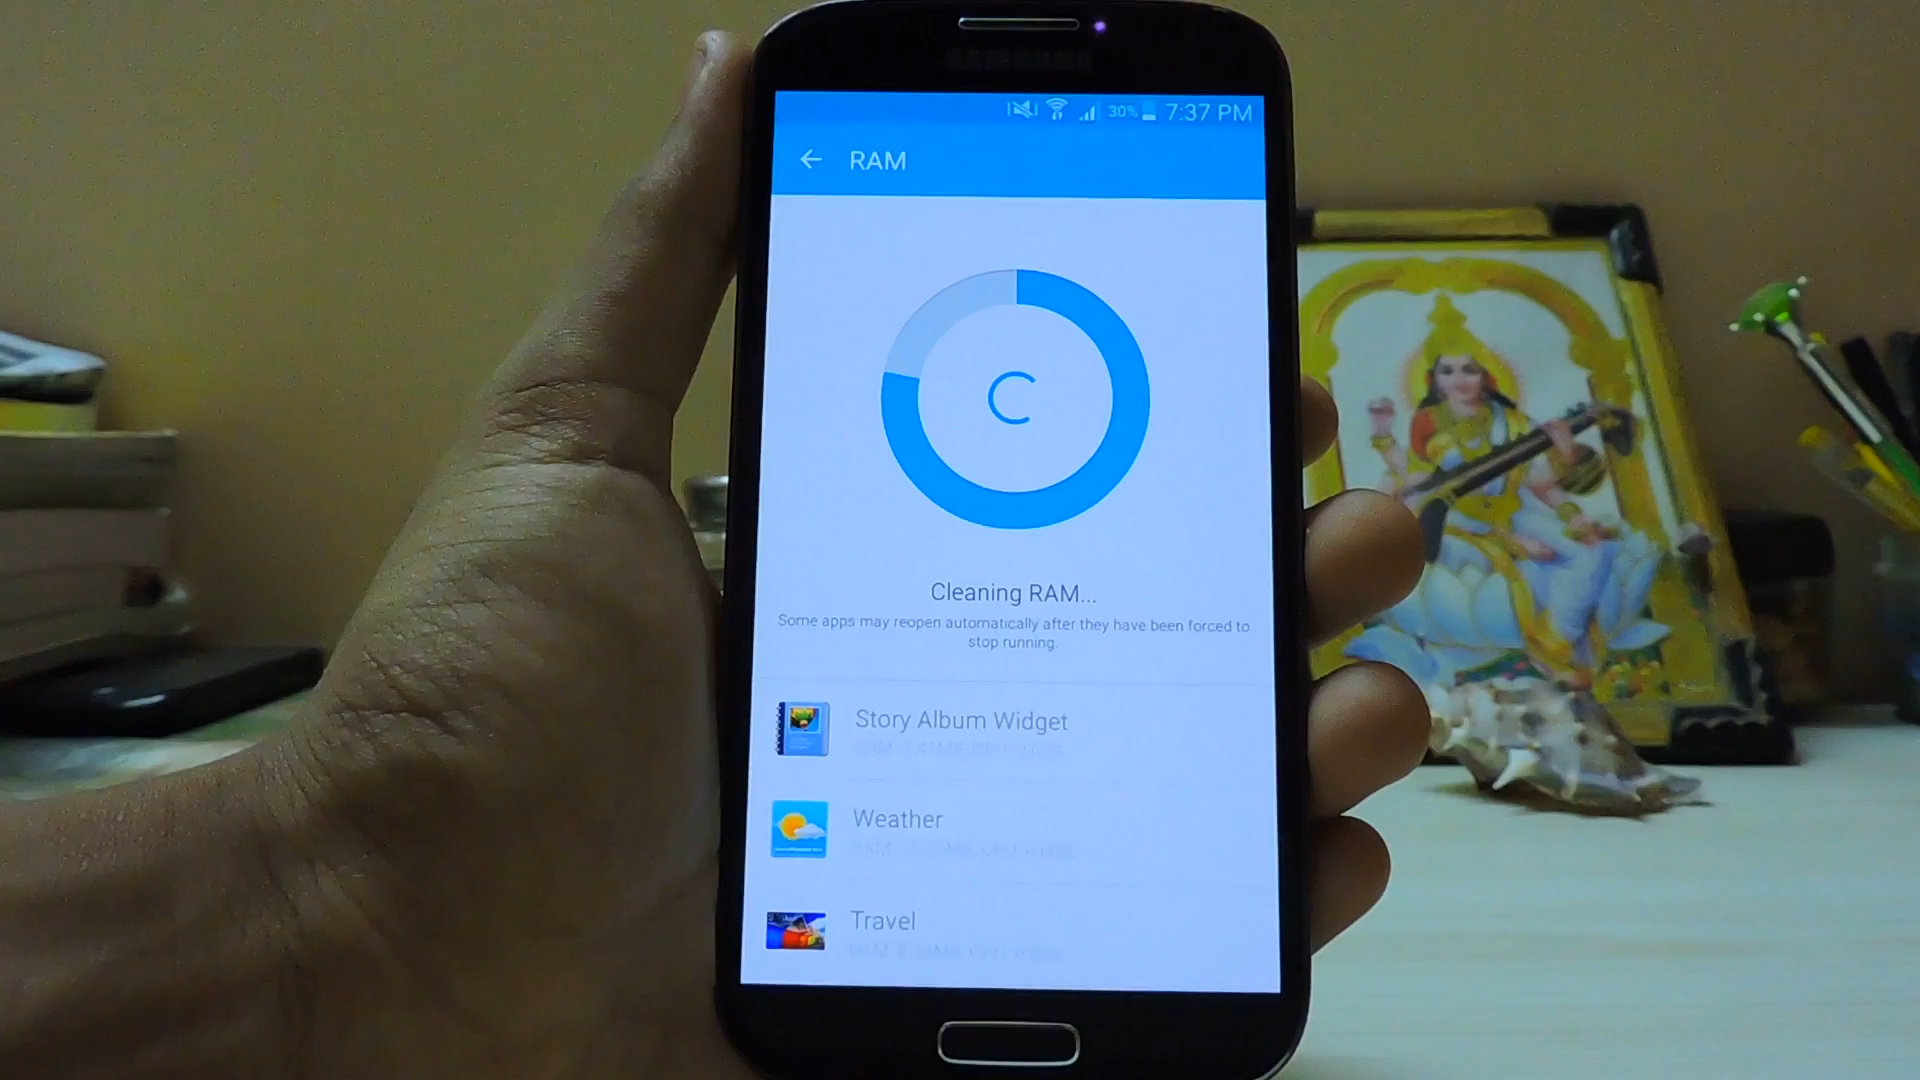 SAMSUNG
30% 7:37 PM
RAM
Cleaning RAM...
Some apps may reopen automatically after they have been forced to
stop running.
Story Album Widget
Weather
Travel